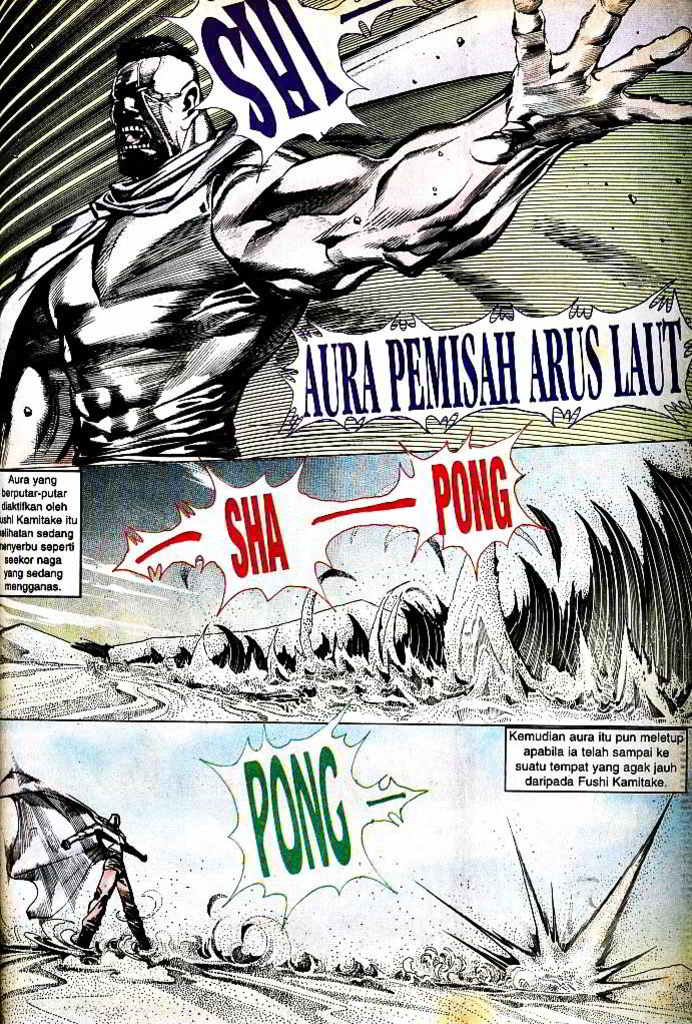 SHI
AURA PEMISAH ARUS LAUT
Aura yang
berputar-putar
diaktifkan oleh
ushi Kamitake itu
elihatan sedang
menyerbu seperti
seekor naga
yang sedang
mengganas.
SHA
PONG
Kemudian aura itu pun meletup
apabila ia telah sampai ke
suatu tempat yang agak jauh
daripada Fushi Kamitake.
PONG